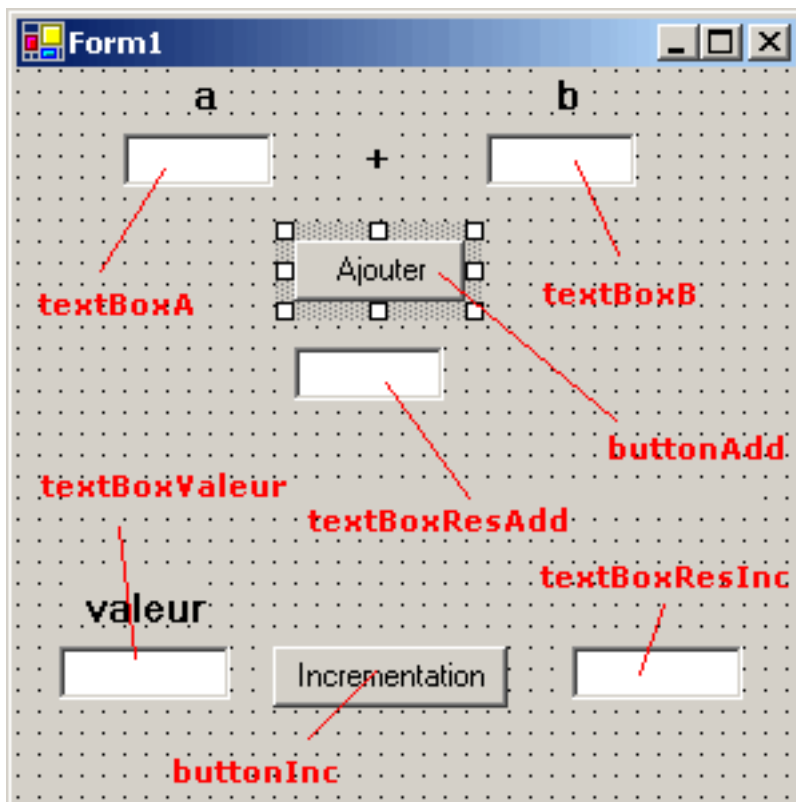 Form1
a
b
+
Ajouter
textBoxA
textBoxB
buttonAdd
textBoxValeur
textBoxResAdd
textBoxResInc
valeur
Incrementation
buttonInc